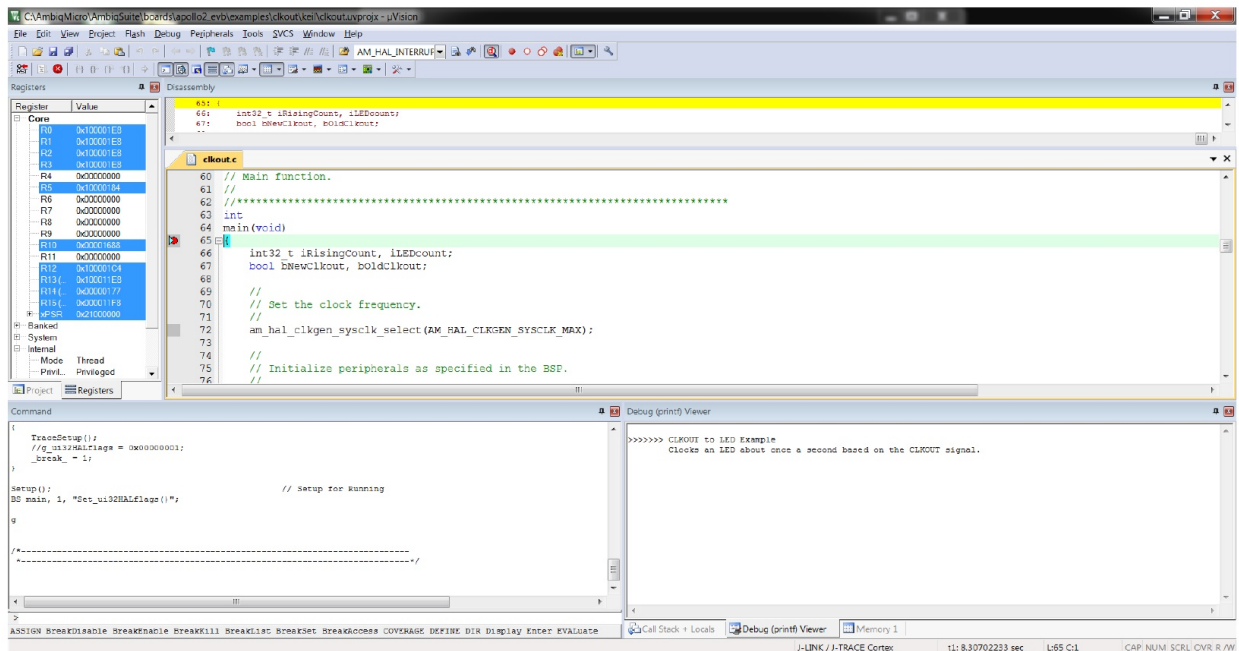 C:\AmbiqMicro\AmbiqSuite\boards\apollo2_evb\examples\clkout\keil\clkout.uvprojx - µVision
File Edit View Project Flash Debug Peripherals Tools SVCS Window Help
AM_HAL_INTERRUF
Registers
Register Value
Core
R0 0x100001E8
R1 0x100001E8
R2 0x100001E8
R3 0x100001E8
R4 0x00000000
R5 0x10000184
R6 0x00000000
R7 0x00000000
R8 0x00000000
R9 0x00000000
R10 0x00001688
R11 0x00000000
R12 0x100001C4
R13 (... 0x100011E8
R14 (... 0x00000177
R15 (... 0x000011F8
xPSR 0x21000000
Banked
System
Internal
Mode Thread
Privil... Privileged
Project Registers
Disassembly
65: {
66: int32_t iRisingCount, iLEDcount;
67: bool bNewClkout, bOldClkout;
clkout.c
60 // Main function.
61 //
62 //*****************************************************************************
63 int
64 main(void)
65 {
66 int32_t iRisingCount, iLEDcount;
67 bool bNewClkout, bOldClkout;
68
69 //
70 // Set the clock frequency.
71 //
72 am_hal_clkgen_sysclk_select(AM_HAL_CLKGEN_SYSCLK_MAX);
73
74 //
75 // Initialize peripherals as specified in the BSP.
76 //
Command
{
TraceSetup();
//g_ui32HALflags = 0x00000001;
_break_ = 1;
}
Setup(); // Setup for Running
BS main, 1, "Set_ui32HALflags()";
g
/*----------------------------------------------------------------------------
*----------------------------------------------------------------------------*/
>
ASSIGN BreakDisable BreakEnable BreakKill BreakList BreakSet BreakAccess COVERAGE DEFINE DIR Display Enter EVALuate
Debug (printf) Viewer
>>>>>>> CLKOUT to LED Example
Clocks an LED about once a second based on the CLKOUT signal.
Call Stack + Locals Debug (printf) Viewer Memory 1
J-LINK / J-TRACE Cortex t1: 8.30702233 sec L:65 C:1 CAP NUM SCRL OVR R/W